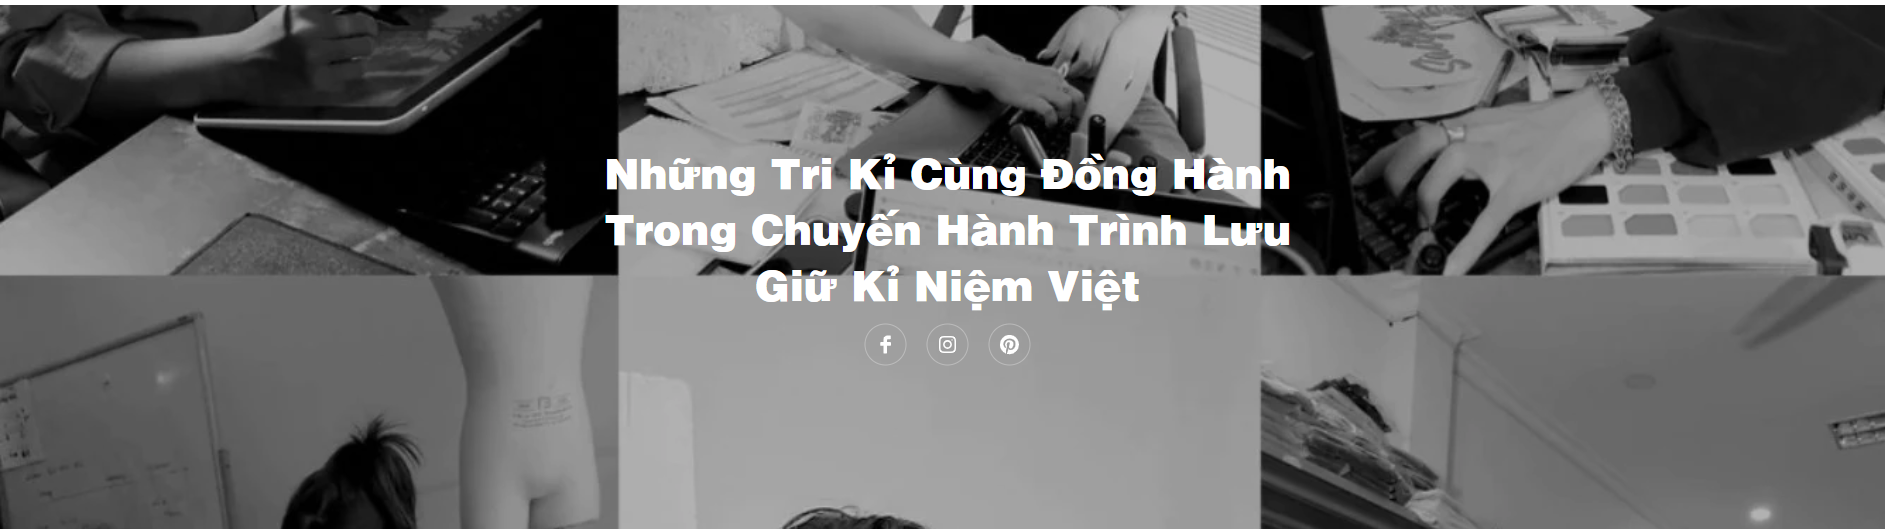 Những Tri Kỉ Cùng Đồng Hành
Trong Chuyến Hành Trình Lưu
Giữ Kỉ Niệm Việt